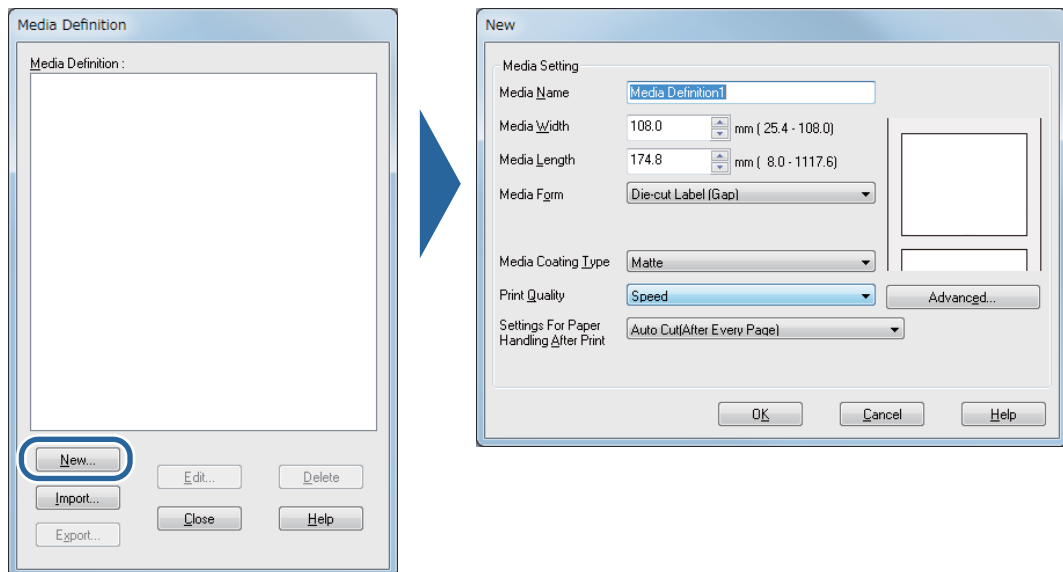 Media Definition
Media Definition :
New...
Edit...
Delete
Import...
Close
Help
Export...
New
Media Setting
Media Name
Media Definition1
Media Width
108.0
mm ( 25.4 - 108.0)
Media Length
174.8
mm ( 8.0 - 1117.6)
Media Form
Die-cut Label (Gap)
Media Coating Type
Matte
Print Quality
Speed
Advanced...
Settings For Paper
Handling After Print
Auto Cut(After Every Page)
OK
Cancel
Help